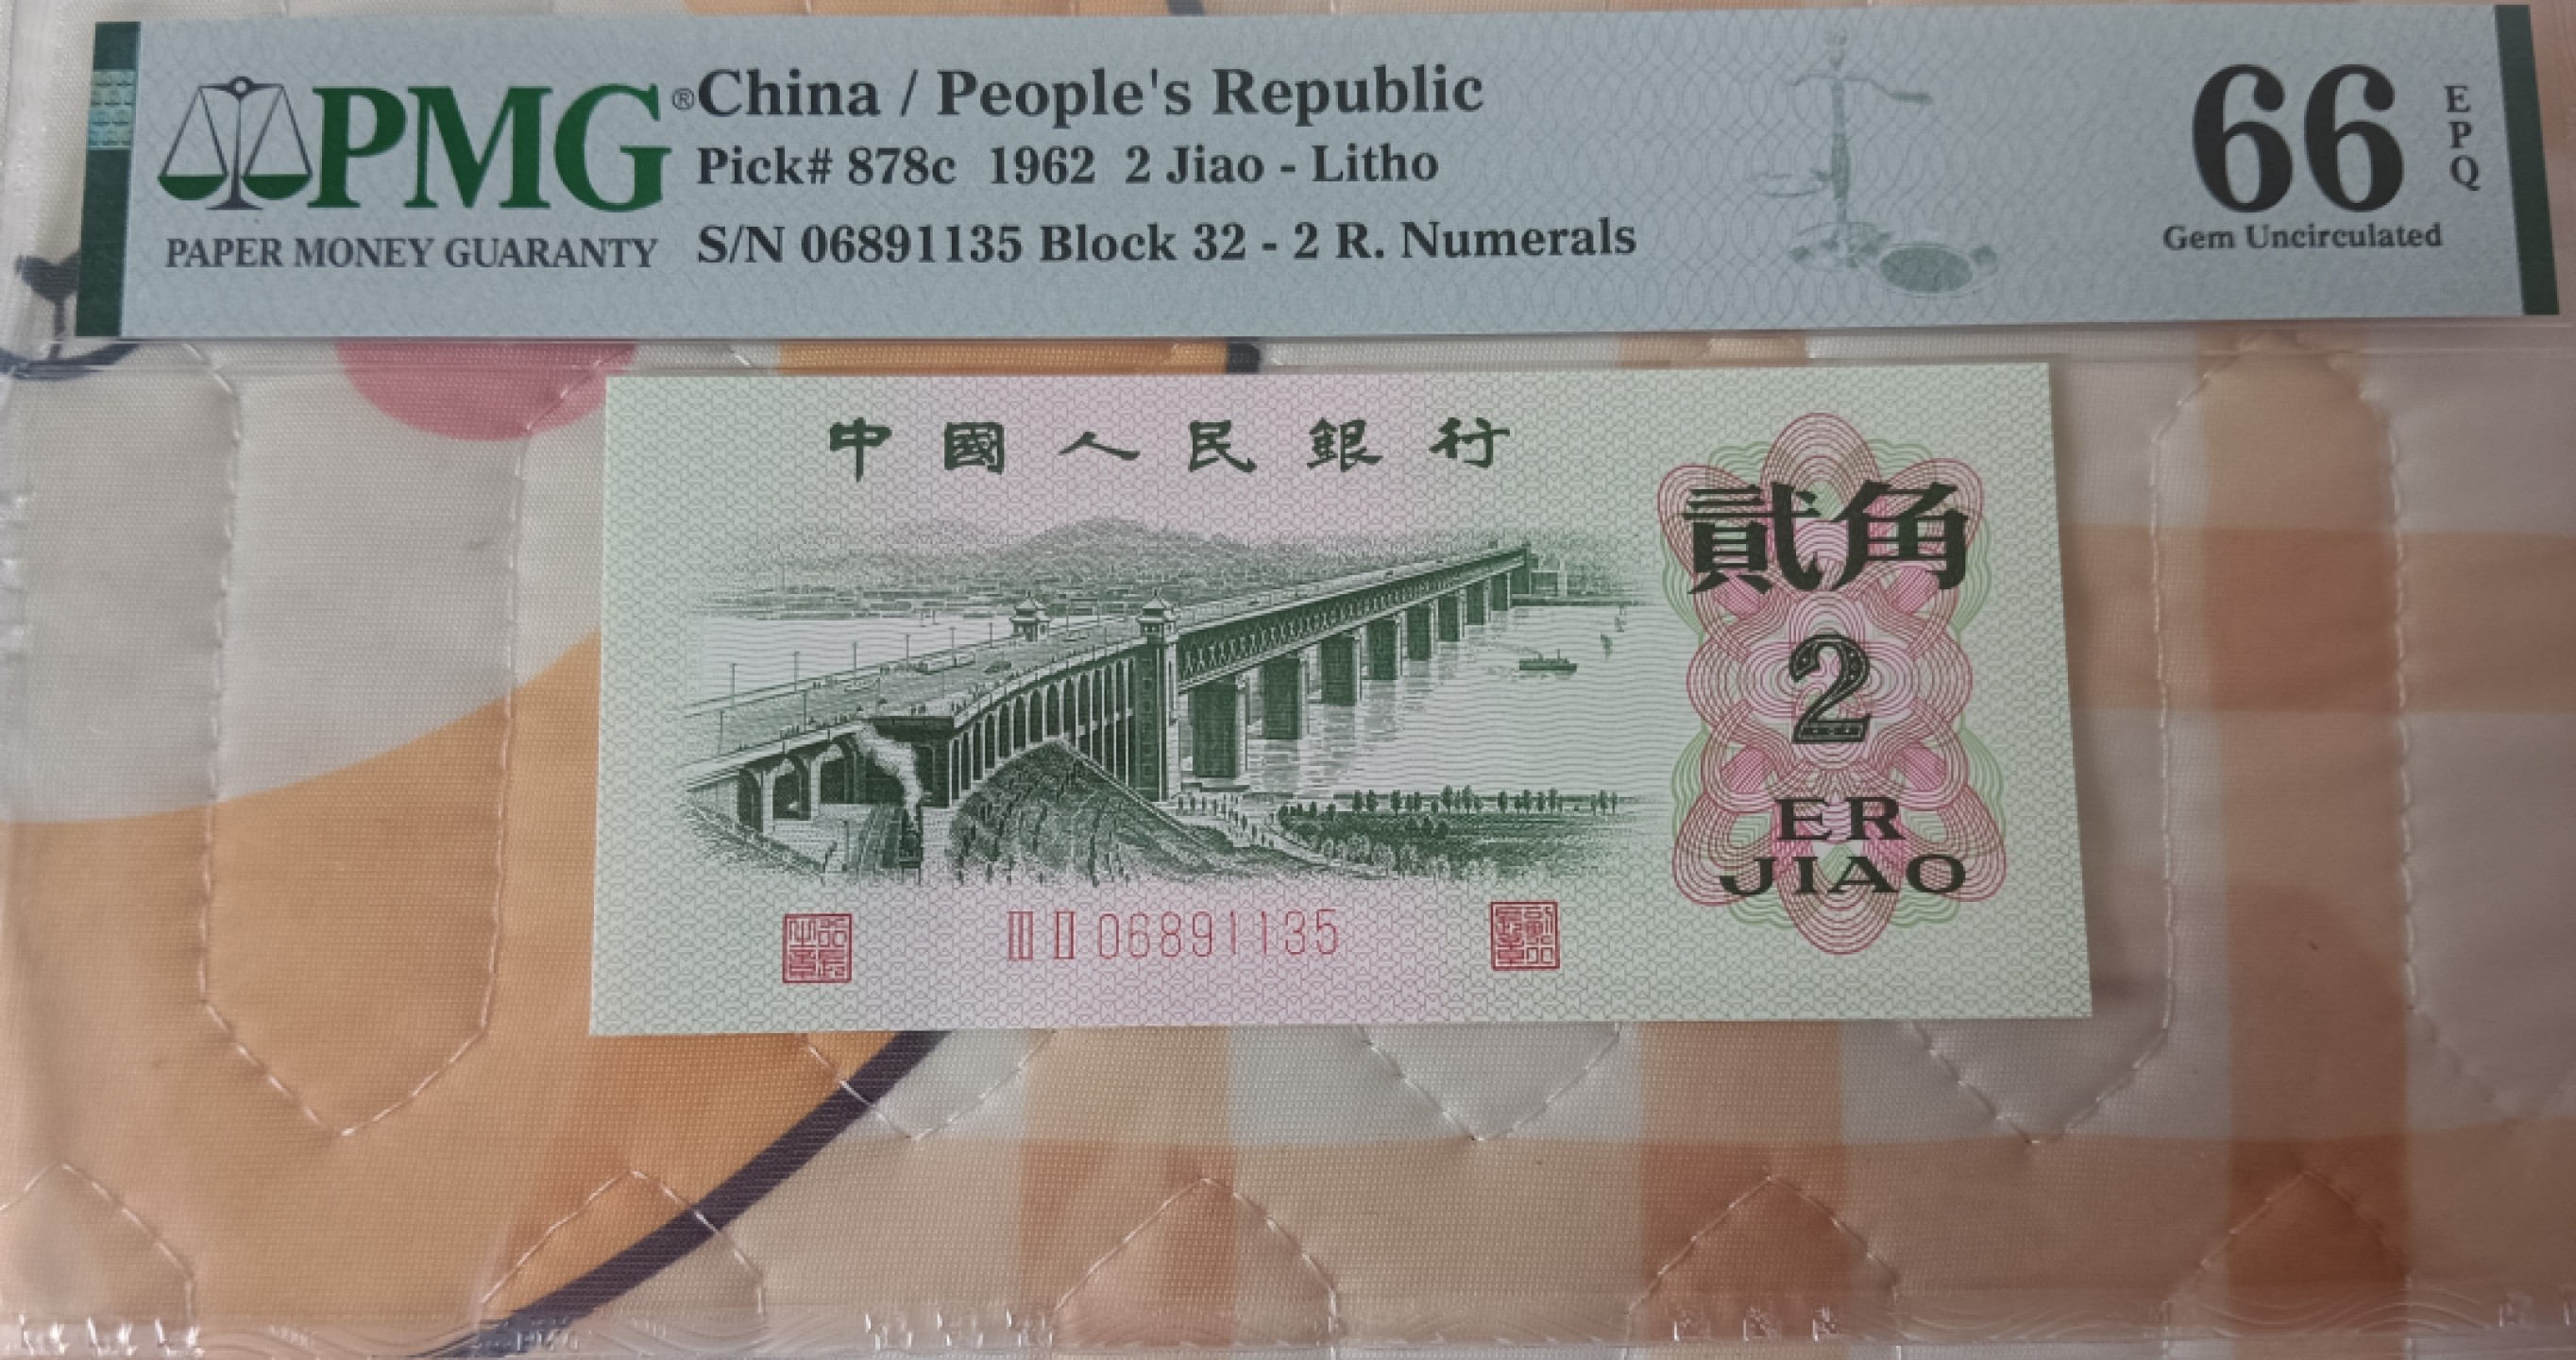 PMG®
PAPER MONEY GUARANTY
China / People's Republic
Pick# 878c 1962 2 Jiao - Litho
S/N 06891135 Block 32 - 2 R. Numerals
66
EPQ
Gem Uncirculated
中國人民銀行
貳角
2
ER
JIAO
III II 06891135